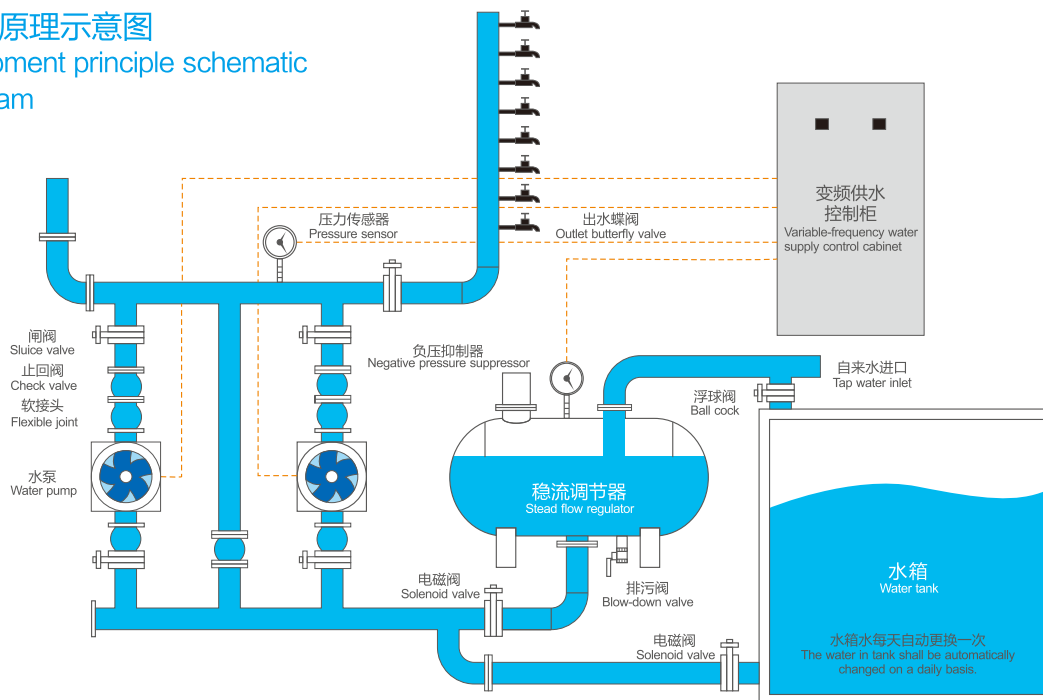 原理示意图
pment principle schematic
am
压力传感器
Pressure sensor
出水蝶阀
Outlet butterfly valve
变频供水
控制柜
Variable-frequency water
supply control cabinet
闸阀
Sluice valve
止回阀
Check valve
软接头
Flexible joint
水泵
Water pump
负压抑制器
Negative pressure suppressor
自来水进口
Tap water inlet
浮球阀
Ball cock
稳流调节器
Stead flow regulator
电磁阀
Solenoid valve
排污阀
Blow-down valve
水箱
Water tank
电磁阀
Solenoid valve
水箱水每天自动更换一次
The water in tank shall be automatically
changed on a daily basis.